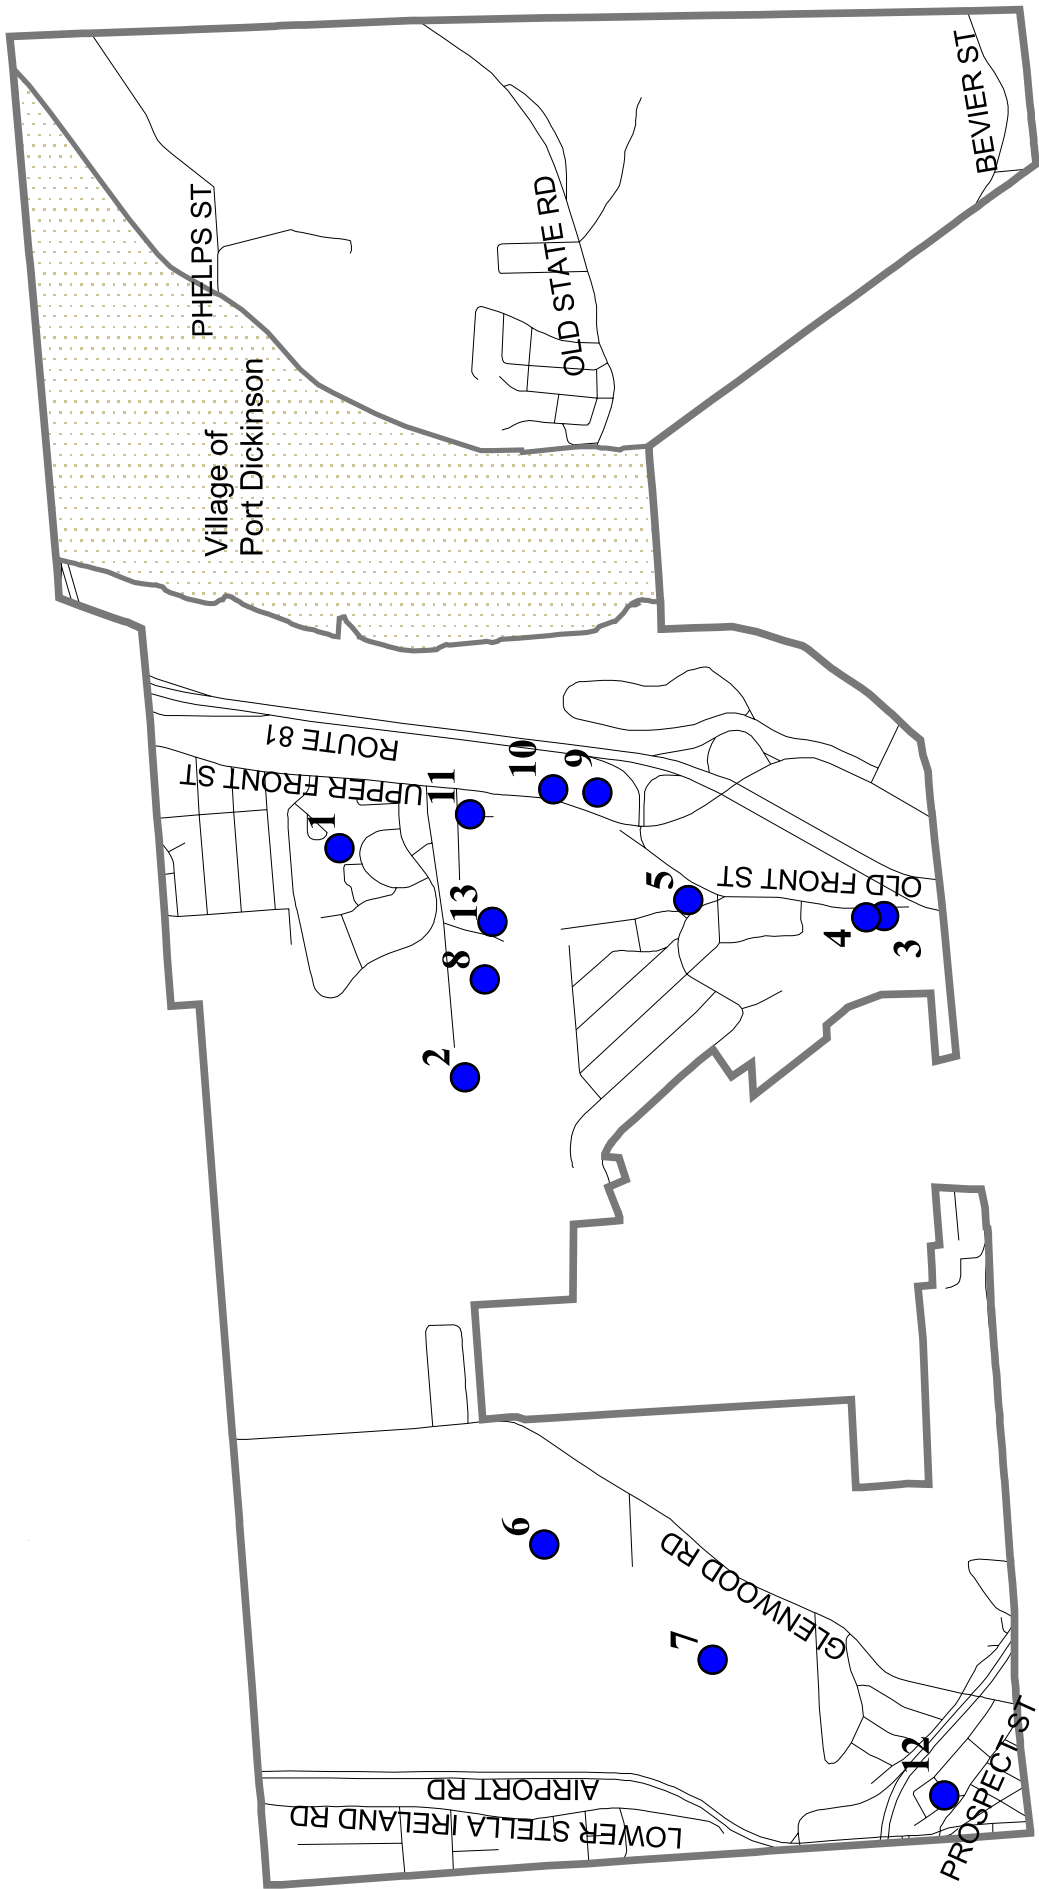 BEVIER ST
PHELPS ST
OLD STATE RD
Village of
Port Dickinson
ROUTE 81
UPPER FRONT ST
10
9
11
1
5
OLD FRONT ST
13
4
3
8
2
6
GLENWOOD RD
7
12
PROSPECT ST
AIRPORT RD
LOWER STELLA IRELAND RD